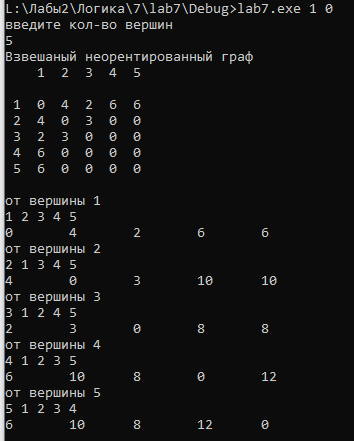 L:\Лабы2\Логика\7\lab7\Debug>lab7.exe 1 0
введите кол-во вершин
5
Взвешаный неорентированный граф
1 2 3 4 5
1 0 4 2 6 6
2 4 0 3 0 0
3 2 3 0 0 0
4 6 0 0 0 0
5 6 0 0 0 0
от вершины 1
1 2 3 4 5
0 4 2 6 6
от вершины 2
2 1 3 4 5
4 0 3 10 10
от вершины 3
3 1 2 4 5
2 3 0 8 8
от вершины 4
4 1 2 3 5
6 10 8 0 12
от вершины 5
5 1 2 3 4
6 10 8 12 0